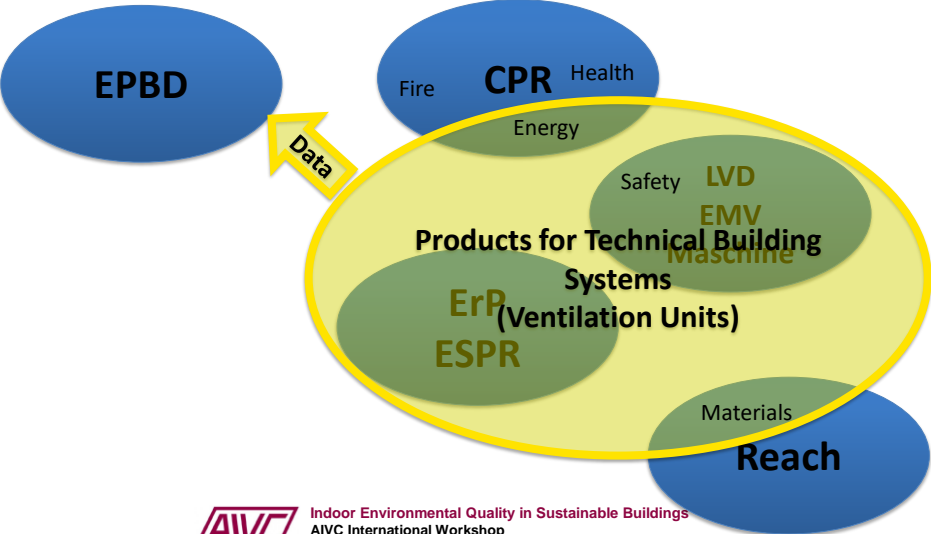 EPBD
Fire
CPR
Health
Energy
Data
Safety
LVD
EMV
Maschine
Products for Technical Building
Systems
(Ventilation Units)
ErP
ESPR
Materials
Reach
AIVC
Indoor Environmental Quality in Sustainable Buildings
AIVC International Workshop